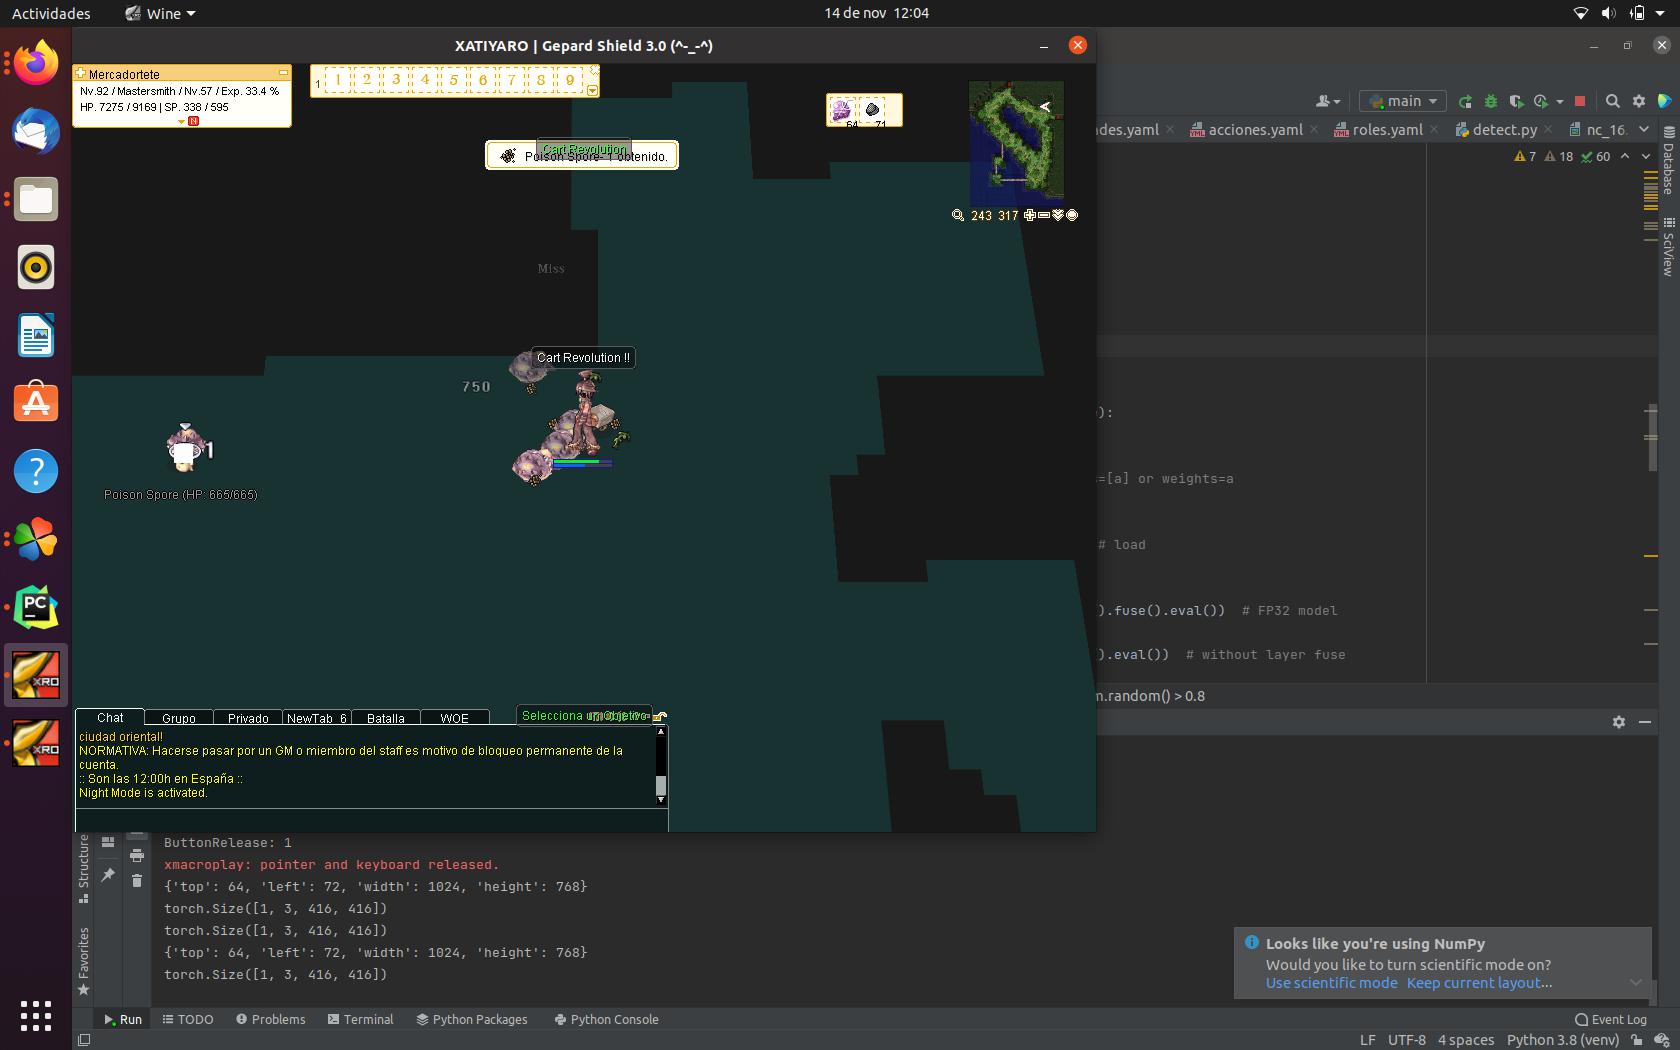 Actividades
Wine
14 de nov 12:04
XATIYARO | Gepard Shield 3.0 (^-_-^)
Mercadortete
Nv.92 / Mastersmith / Nv.57 / Exp. 33.4 %
HP. 7275 / 9169 | SP. 338 / 595
N
1 1 2 3 4 5 6 7 8 9
64 71
Cart Revolution
Poison Spore- 1 obtenido.
243 317
Miss
Cart Revolution !!
750
1
Poison Spore (HP: 665/665)
main
des.yaml
acciones.yaml
roles.yaml
detect.py
nc_16.
7 18 60
Database
SciView
):
=[a] or weights=a
# load
).fuse().eval()) # FP32 model
).eval()) # without layer fuse
m.random() > 0.8
Chat
Grupo
Privado
NewTab_6
Batalla
WOE
Selecciona un objetivo
ciudad oriental!
NORMATIVA: Hacerse pasar por un GM o miembro del staff es motivo de bloqueo permanente de la
cuenta.
:: Son las 12:00h en España ::
Night Mode is activated.
PC
XRO
XRO
Structure
Favorites
ButtonRelease: 1
xmacroplay: pointer and keyboard released.
{'top': 64, 'left': 72, 'width': 1024, 'height': 768}
torch.Size([1, 3, 416, 416])
torch.Size([1, 3, 416, 416])
{'top': 64, 'left': 72, 'width': 1024, 'height': 768}
torch.Size([1, 3, 416, 416])
Looks like you're using NumPy
Would you like to turn scientific mode on?
Use scientific mode Keep current layout...
Run
TODO
Problems
Terminal
Python Packages
Python Console
Event Log
LF UTF-8 4 spaces Python 3.8 (venv)